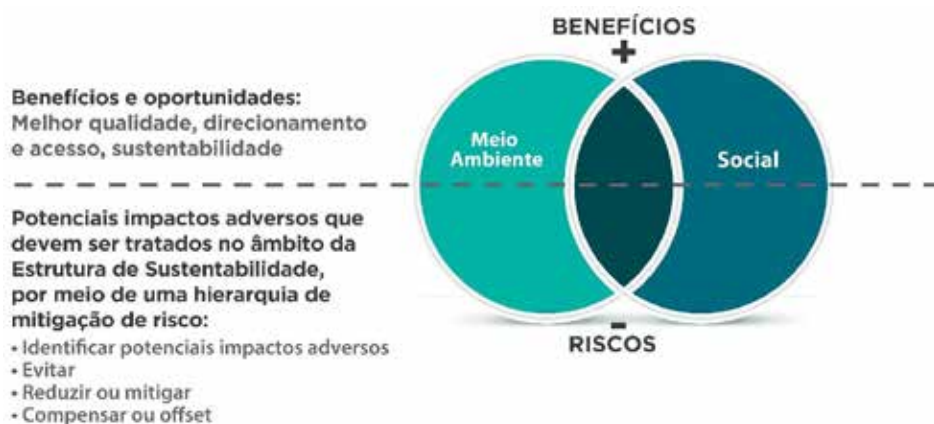 BENEFÍCIOS
+
Benefícios e oportunidades:
Melhor qualidade, direcionamento
e acesso, sustentabilidade
Meio
Ambiente
Social
Potenciais impactos adversos que
devem ser tratados no âmbito da
Estrutura de Sustentabilidade,
por meio de uma hierarquia de
mitigação de risco:
• Identificar potenciais impactos adversos
• Evitar
• Reduzir ou mitigar
• Compensar ou offset
-
RISCOS